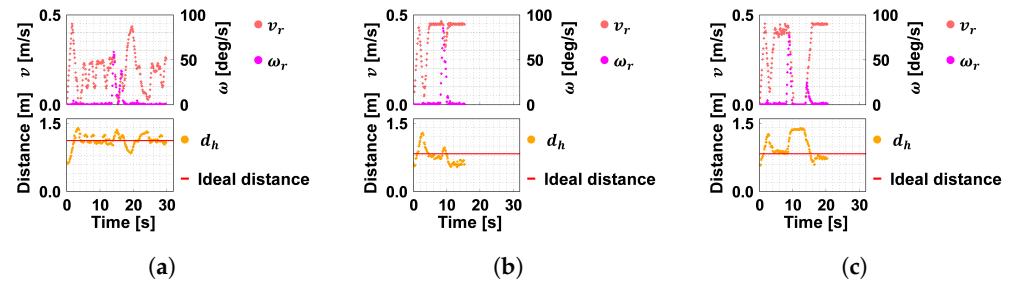 0.5 100 0.5 100 0.5 100
v [m/s] ω [deg/s] v_r v [m/s] ω [deg/s] v_r v [m/s] ω [deg/s] v_r
50 ω_r 50 ω_r 50 ω_r
0.0 0 0.0 0 0.0 0
1.5 1.5 1.5
Distance [m] d_h Distance [m] d_h Distance [m] d_h
Ideal distance Ideal distance Ideal distance
0.0 0.0 0.0
0 10 20 30 0 10 20 30 0 10 20 30
Time [s] Time [s] Time [s]
(a) (b) (c)